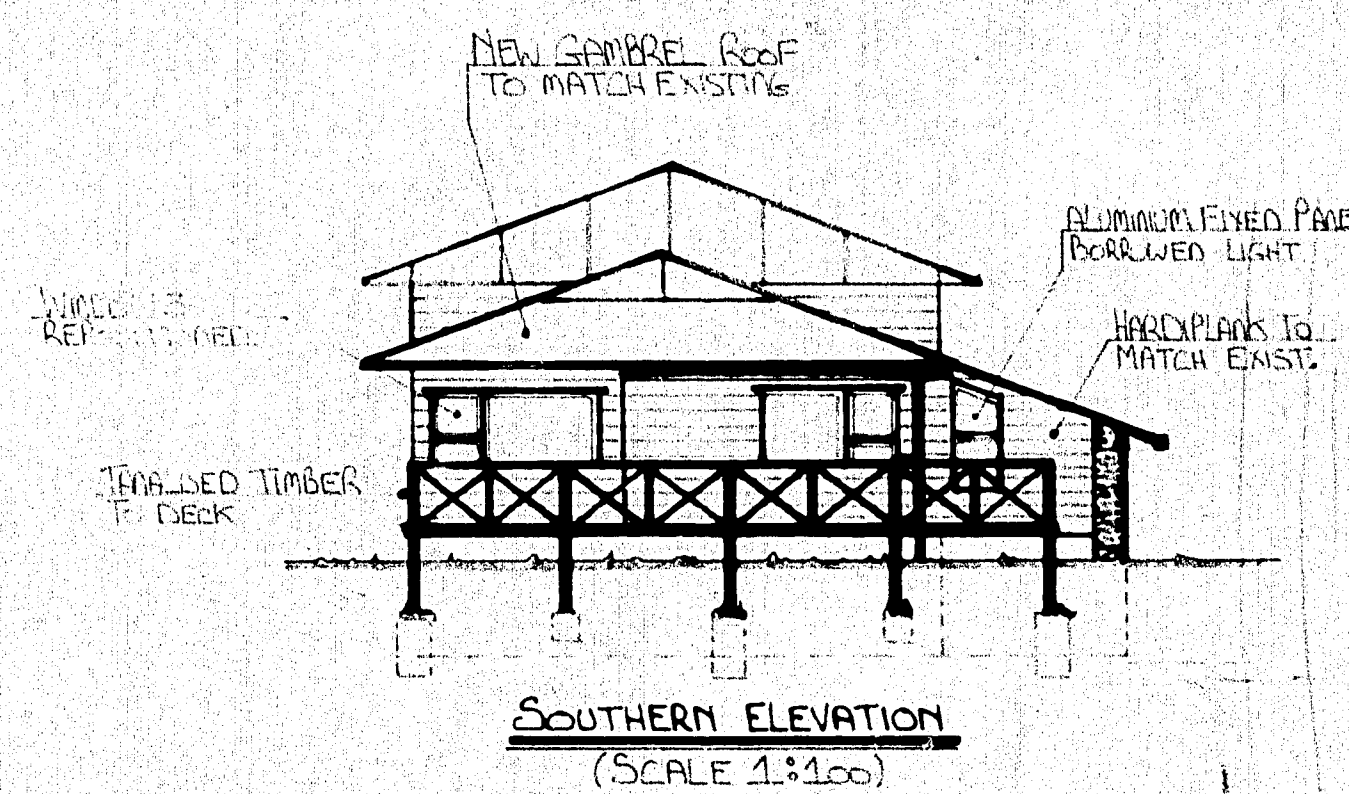 NEW GAMBREL ROOF
TO MATCH EXISTING
ALUMINIUM FIXED PANE
BORROWED LIGHT
HARDIPLANK TO
MATCH EXIST.
TIMBER
DECK
SOUTHERN ELEVATION
(SCALE 1:100)